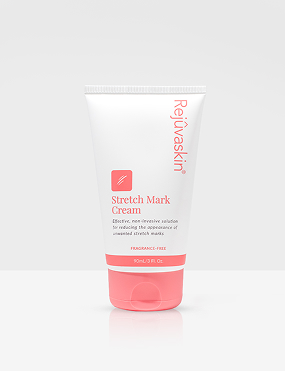 Rejûvaskin®
Stretch Mark
Cream
Effective, non-invasive solution
for reducing the appearance of
unwanted stretch marks
FRAGRANCE-FREE
90mL/3 Fl. Oz.